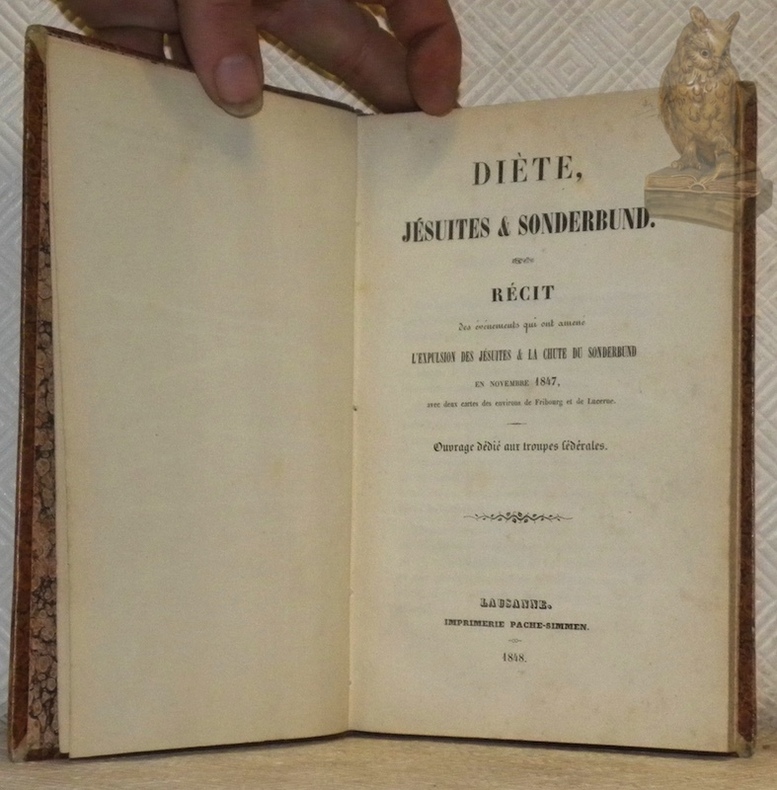 DIÈTE,
JÉSUITES & SONDERBUND.
RÉCIT
des événements qui ont amené
L'EXPULSION DES JÉSUITES & LA CHUTE DU SONDERBUND
EN NOVEMBRE 1847,
avec deux cartes des environs de Fribourg et de Lucerne.
Ouvrage dédié aux troupes fédérales.
LAUSANNE.
IMPRIMERIE PACHE-SIMMEN.
1848.